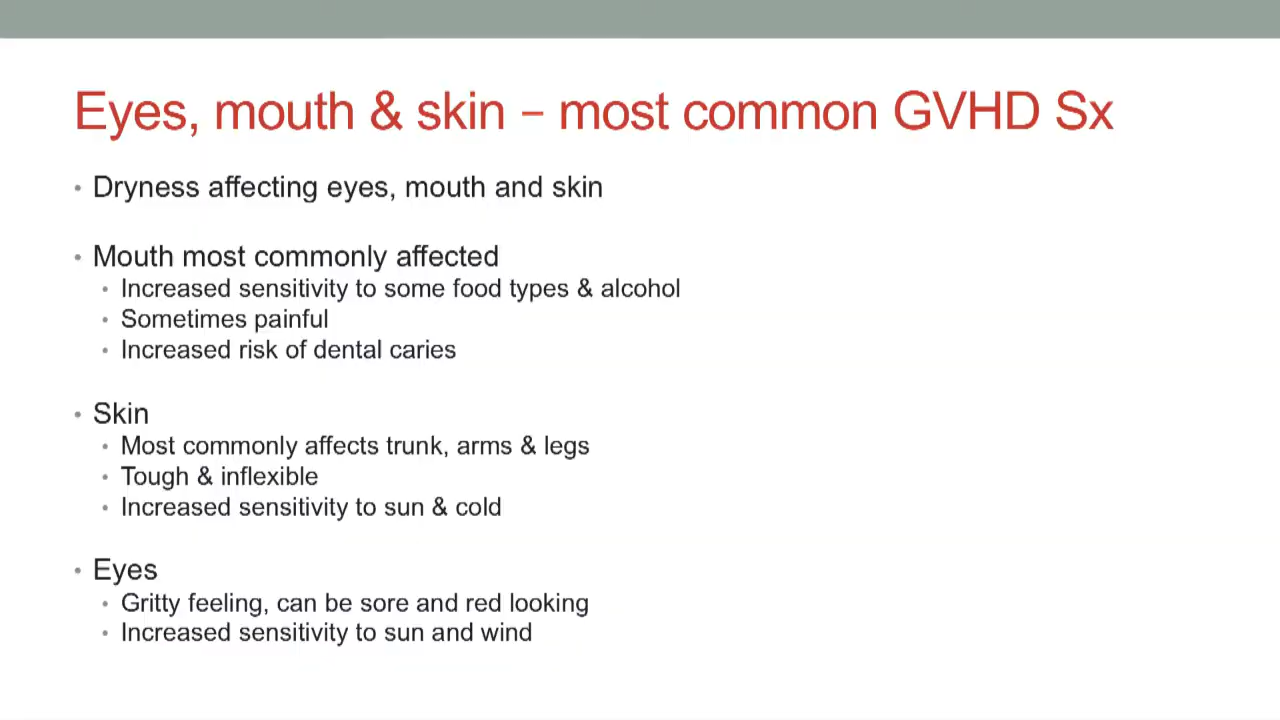 Eyes, mouth & skin – most common GVHD Sx
• Dryness affecting eyes, mouth and skin
• Mouth most commonly affected
• Increased sensitivity to some food types & alcohol
• Sometimes painful
• Increased risk of dental caries
• Skin
• Most commonly affects trunk, arms & legs
• Tough & inflexible
• Increased sensitivity to sun & cold
• Eyes
• Gritty feeling, can be sore and red looking
• Increased sensitivity to sun and wind